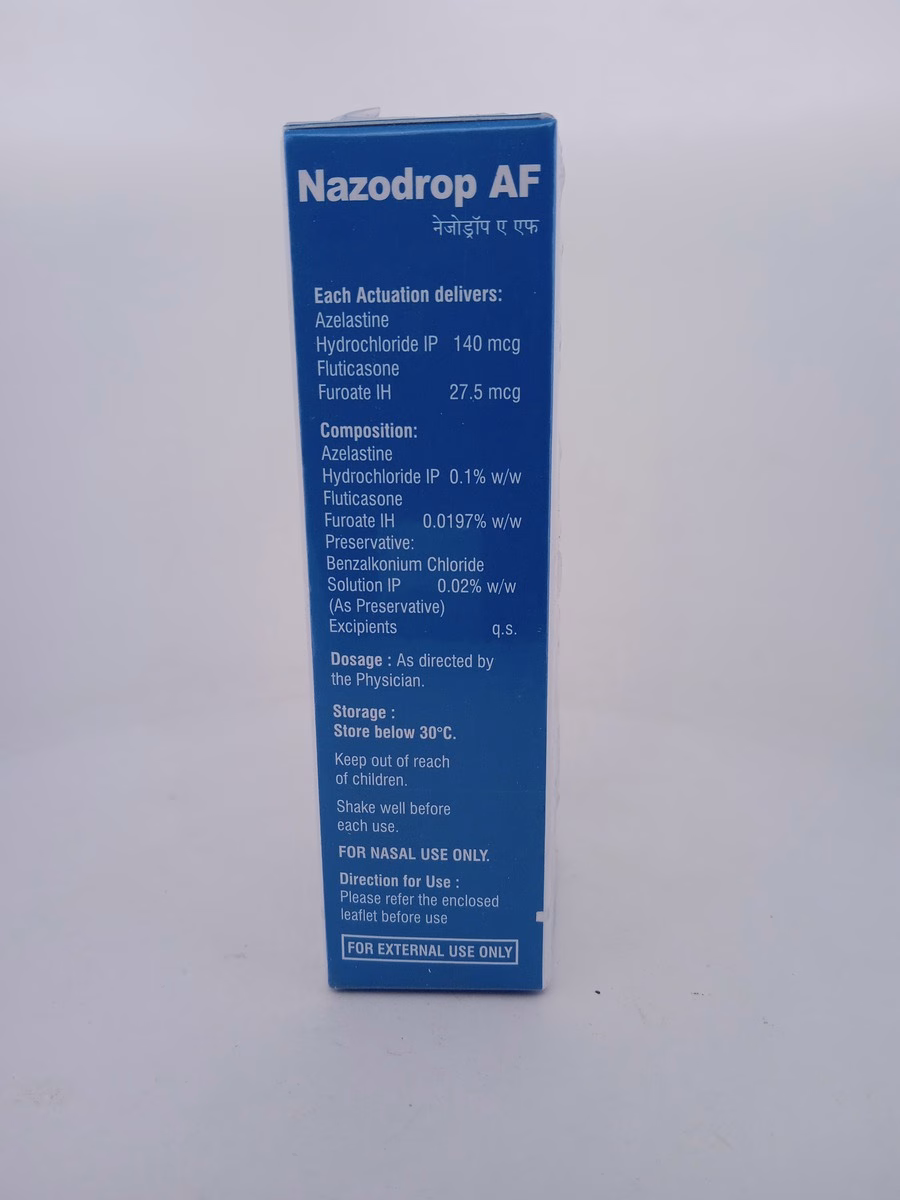 Nazodrop AF
नेजोड्रॉप ए एफ
Each Actuation delivers:
Azelastine
Hydrochloride IP 140 mcg
Fluticasone
Furoate IH 27.5 mcg
Composition:
Azelastine
Hydrochloride IP 0.1% w/w
Fluticasone
Furoate IH 0.0197% w/w
Preservative:
Benzalkonium Chloride
Solution IP 0.02% w/w
(As Preservative)
Excipients q.s.
Dosage : As directed by
the Physician.
Storage :
Store below 30°C.
Keep out of reach
of children.
Shake well before
each use.
FOR NASAL USE ONLY.
Direction for Use :
Please refer the enclosed
leaflet before use
FOR EXTERNAL USE ONLY